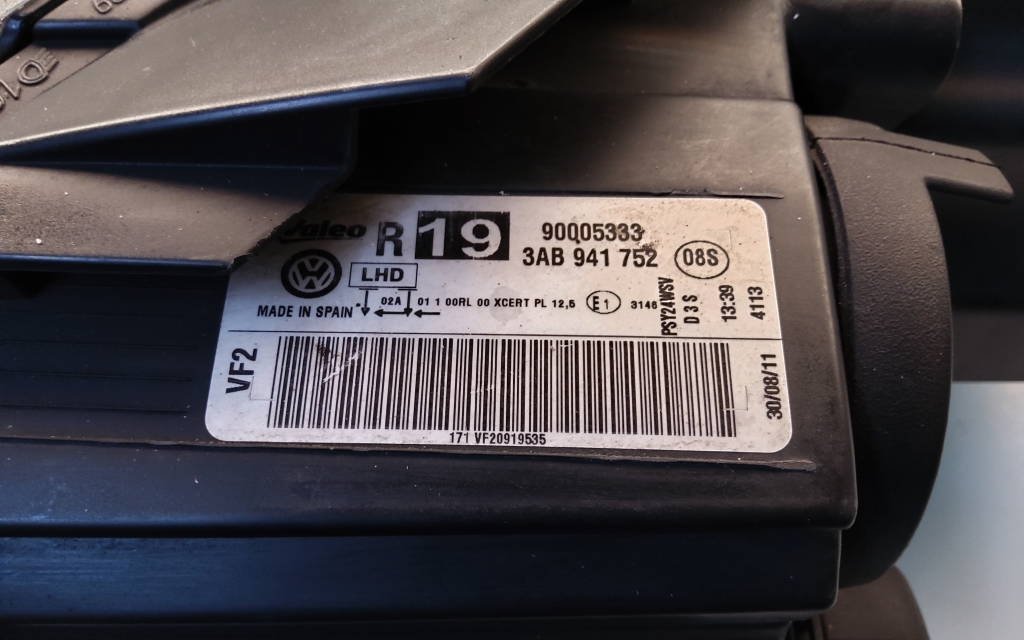 Valeo R 19 90005333
3AB 941 752 08S
LHD
MADE IN SPAIN 02A 01 1 00RL 00 XCERT PL 12,5 E1 3146
PSY24WSV
D3S
13:39
4113
VF2
30/08/11
171 VF20919535